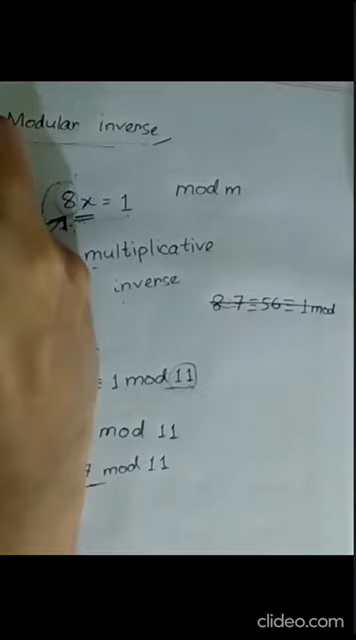 Modular inverse
8x = 1 mod m
multiplicative
inverse
8 7 = 56 = 1 mod
= 1 mod 11
mod 11
7 mod 11
clideo.com